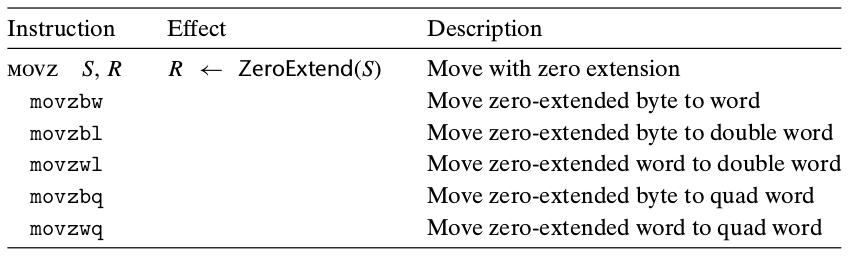 Instruction Effect Description
MOVZ S, R R ← ZeroExtend(S) Move with zero extension
movzbw Move zero-extended byte to word
movzbl Move zero-extended byte to double word
movzwl Move zero-extended word to double word
movzbq Move zero-extended byte to quad word
movzwq Move zero-extended word to quad word